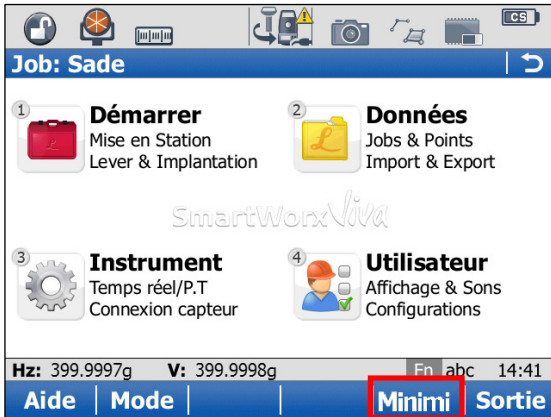 CS
Job: Sade
1
Démarrer
Mise en Station
Lever & Implantation
2
Données
Jobs & Points
Import & Export
SmartWorx Viva
3
Instrument
Temps réel/P.T
Connexion capteur
4
Utilisateur
Affichage & Sons
Configurations
Hz: 399.9997g V: 399.9998g En abc 14:41
Aide Mode Minimi Sortie